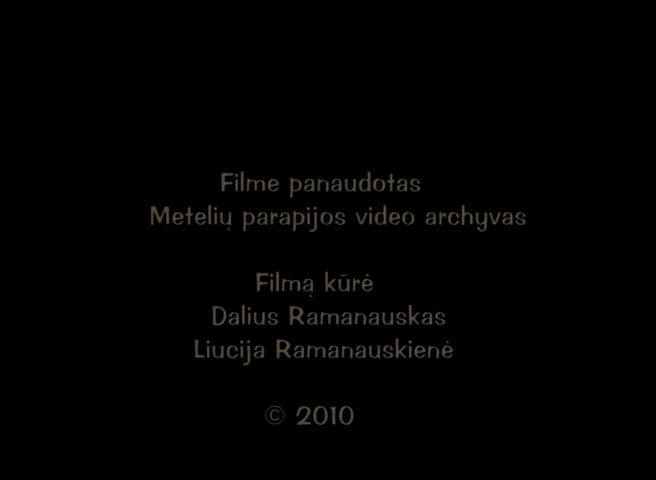 Filme panaudotas
Metelių parapijos video archyvas
Filmą kūrė
Dalius Ramanauskas
Liucija Ramanauskienė
© 2010